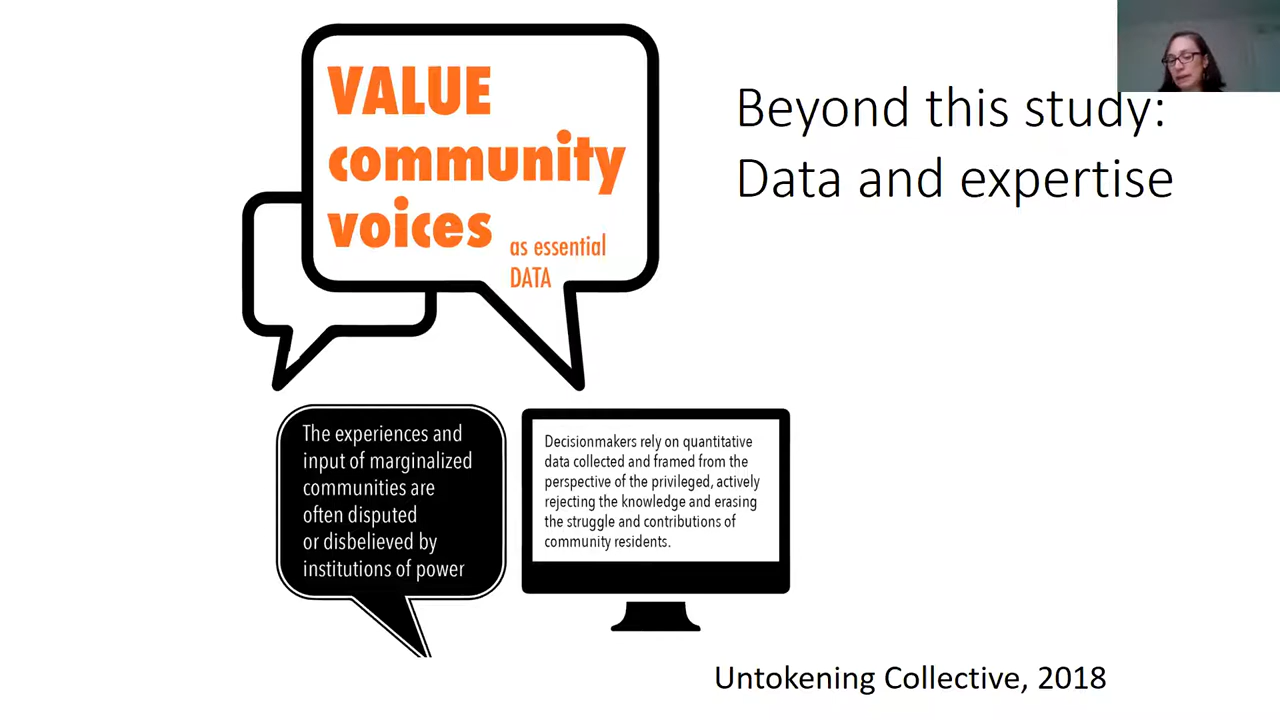 Beyond this study:
Data and expertise
VALUE
community
voices
as essential
DATA
The experiences and
input of marginalized
communities are
often disputed
or disbelieved by
institutions of power
Decisionmakers rely on quantitative
data collected and framed from the
perspective of the privileged, actively
rejecting the knowledge and erasing
the struggle and contributions of
community residents.
Untokening Collective, 2018